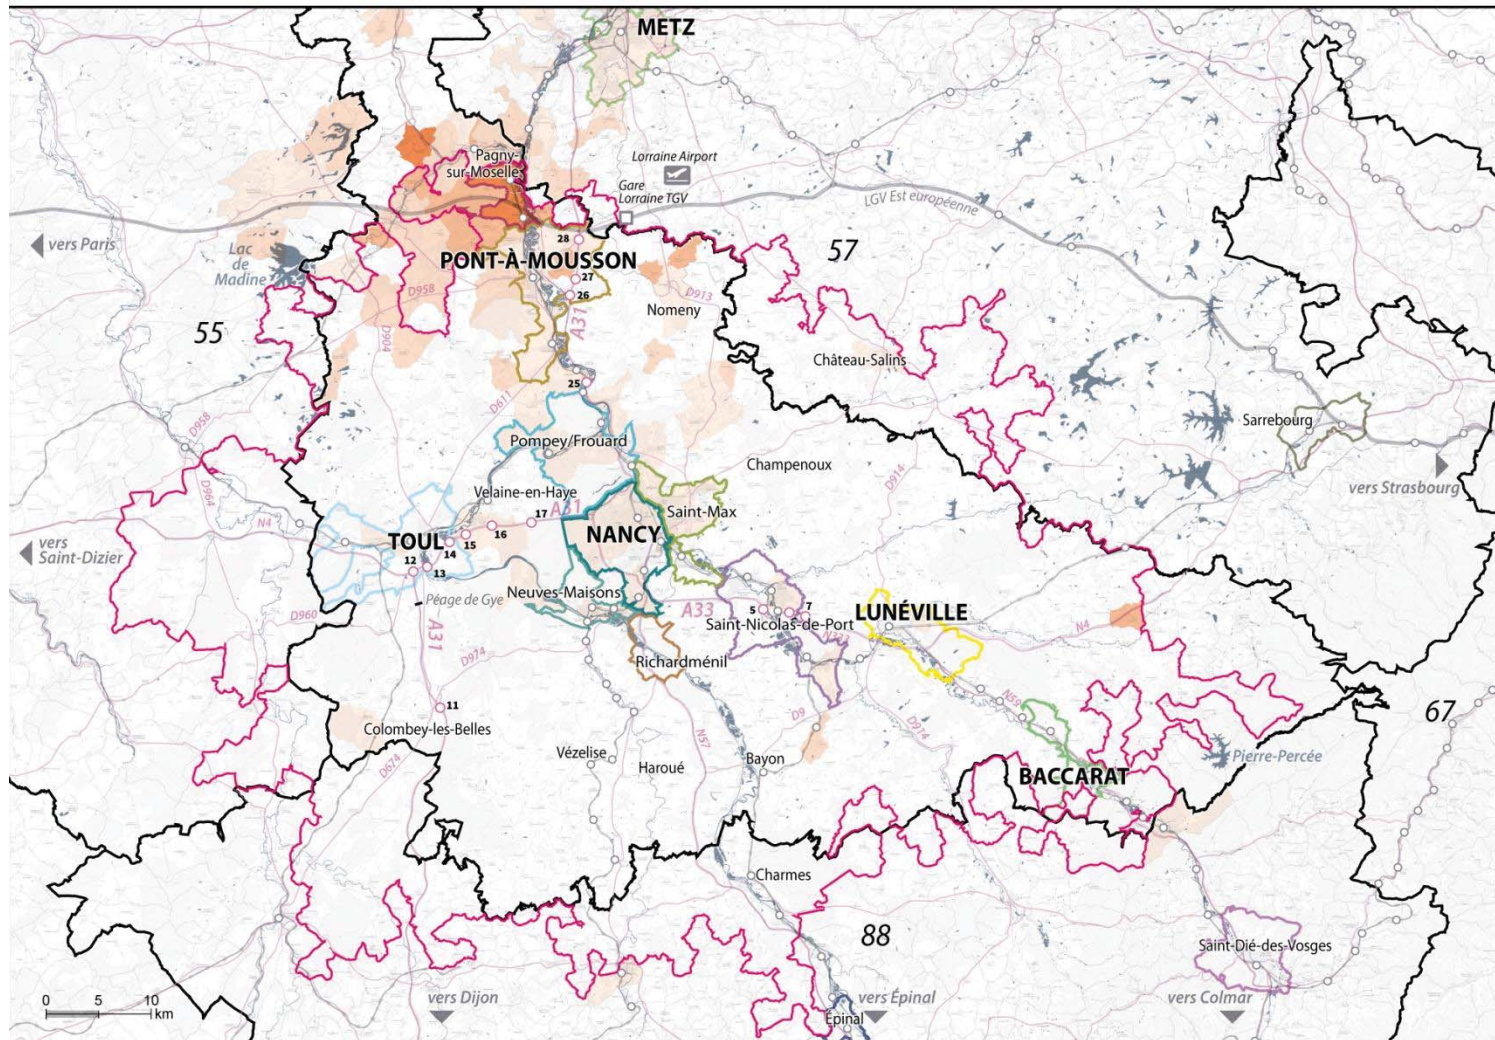 METZ
Pagny-
sur-Moselle
Lorraine Airport
Gare
Lorraine TGV
LGV Est européenne
vers Paris
Lac
de
Madine
28
57
PONT-À-MOUSSON
27
26
D958
D913
Nomeny
A31
55
D904
Château-Salins
25
D611
D958
Sarrebourg
Pompey/Frouard
Champenoux
D914
vers Strasbourg
D964
Velaine-en-Haye
N4
17
A31
Saint-Max
16
NANCY
TOUL
15
14
vers
Saint-Dizier
12
13
Neuves-Maisons
Péage de Gye
D960
A33
5
7
LUNÉVILLE
Saint-Nicolas-de-Port
N333
N4
A31
D974
Richardménil
N59
11
Colombey-les-Belles
D9
D914
67
N57
Vézelise
Haroué
Bayon
Pierre-Percée
D674
BACCARAT
Charmes
88
Saint-Dié-des-Vosges
0 5 10
km
vers Dijon
vers Épinal
vers Colmar
Épinal